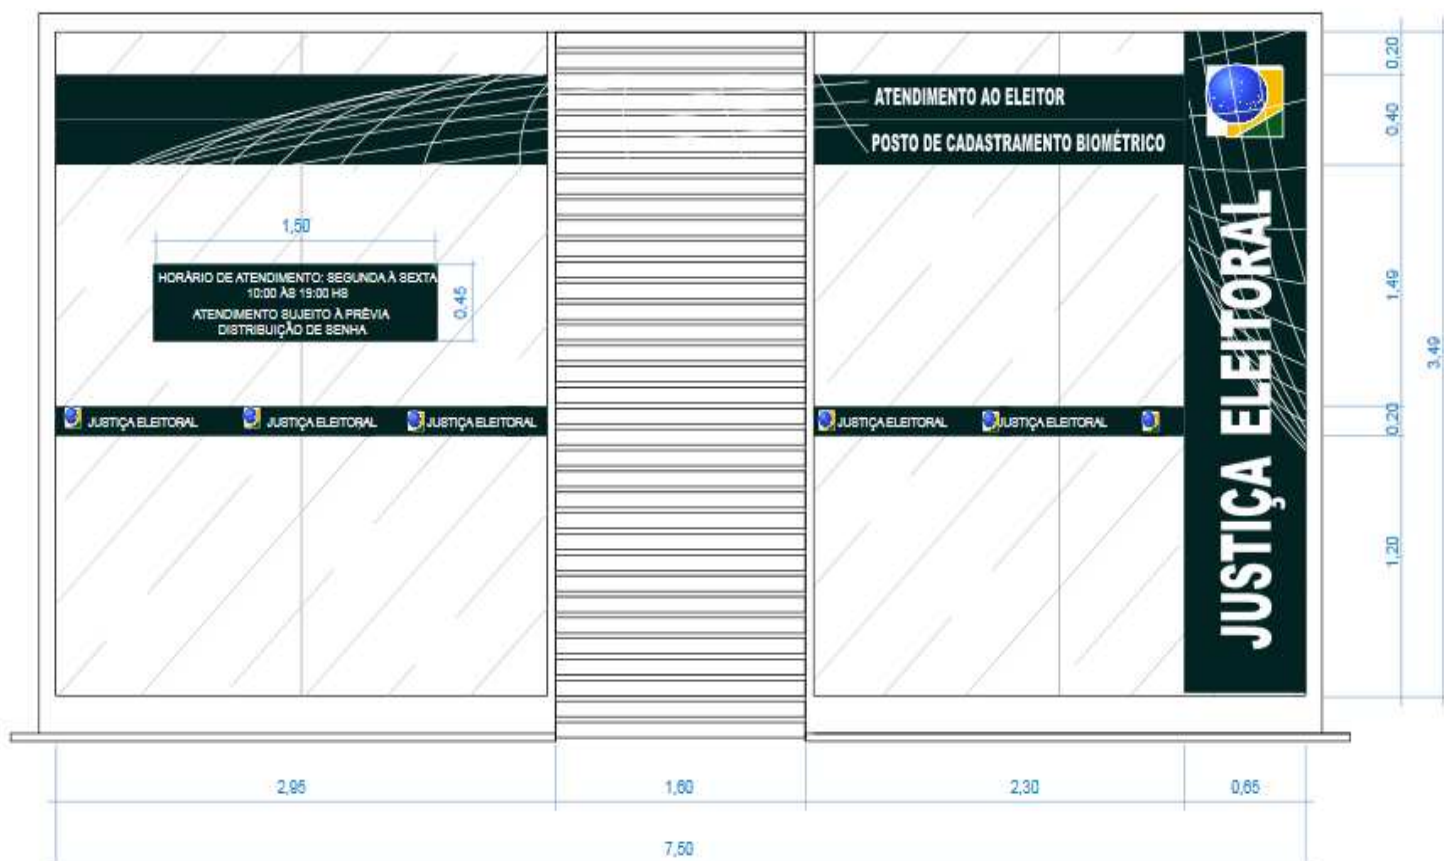 0,20
ATENDIMENTO AO ELEITOR
0,40
POSTO DE CADASTRAMENTO BIOMÉTRICO
1,50
HORÁRIO DE ATENDIMENTO: SEGUNDA À SEXTA
10:00 ÀS 19:00 HS
ATENDIMENTO SUJEITO À PRÉVIA
DISTRIBUIÇÃO DE SENHA
0,45
1,49
3,49
JUSTIÇA ELEITORAL
JUSTIÇA ELEITORAL
JUSTIÇA ELEITORAL
JUSTIÇA ELEITORAL
JUSTIÇA ELEITORAL
0,20
JUSTIÇA ELEITORAL
1,20
2,95
1,60
2,30
0,65
7,50